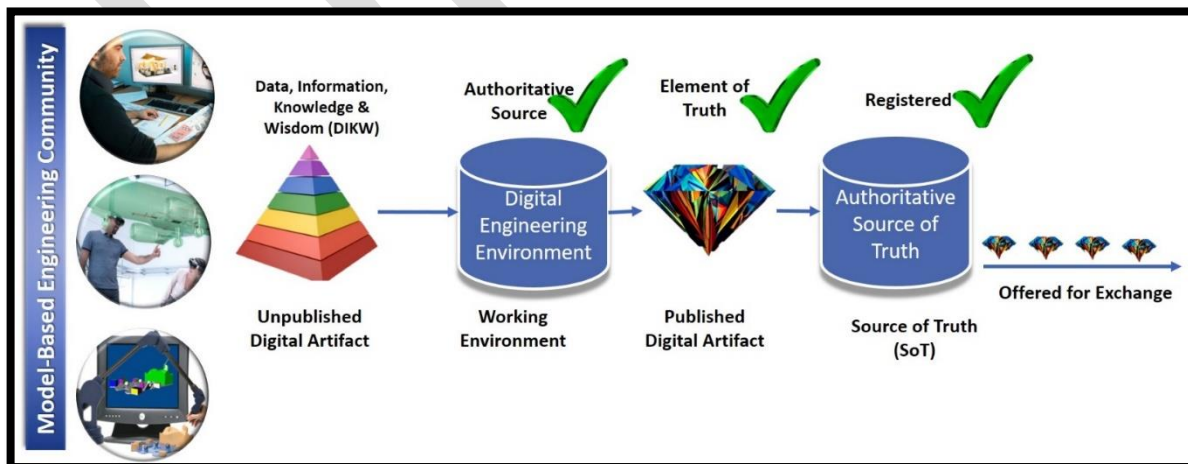 Model-Based Engineering Community
Data, Information,
Knowledge &
Wisdom (DIKW)
Unpublished
Digital Artifact
Authoritative
Source
Digital
Engineering
Environment
Working
Environment
Element of
Truth
Published
Digital Artifact
Registered
Authoritative
Source of
Truth
Source of Truth
(SoT)
Offered for Exchange